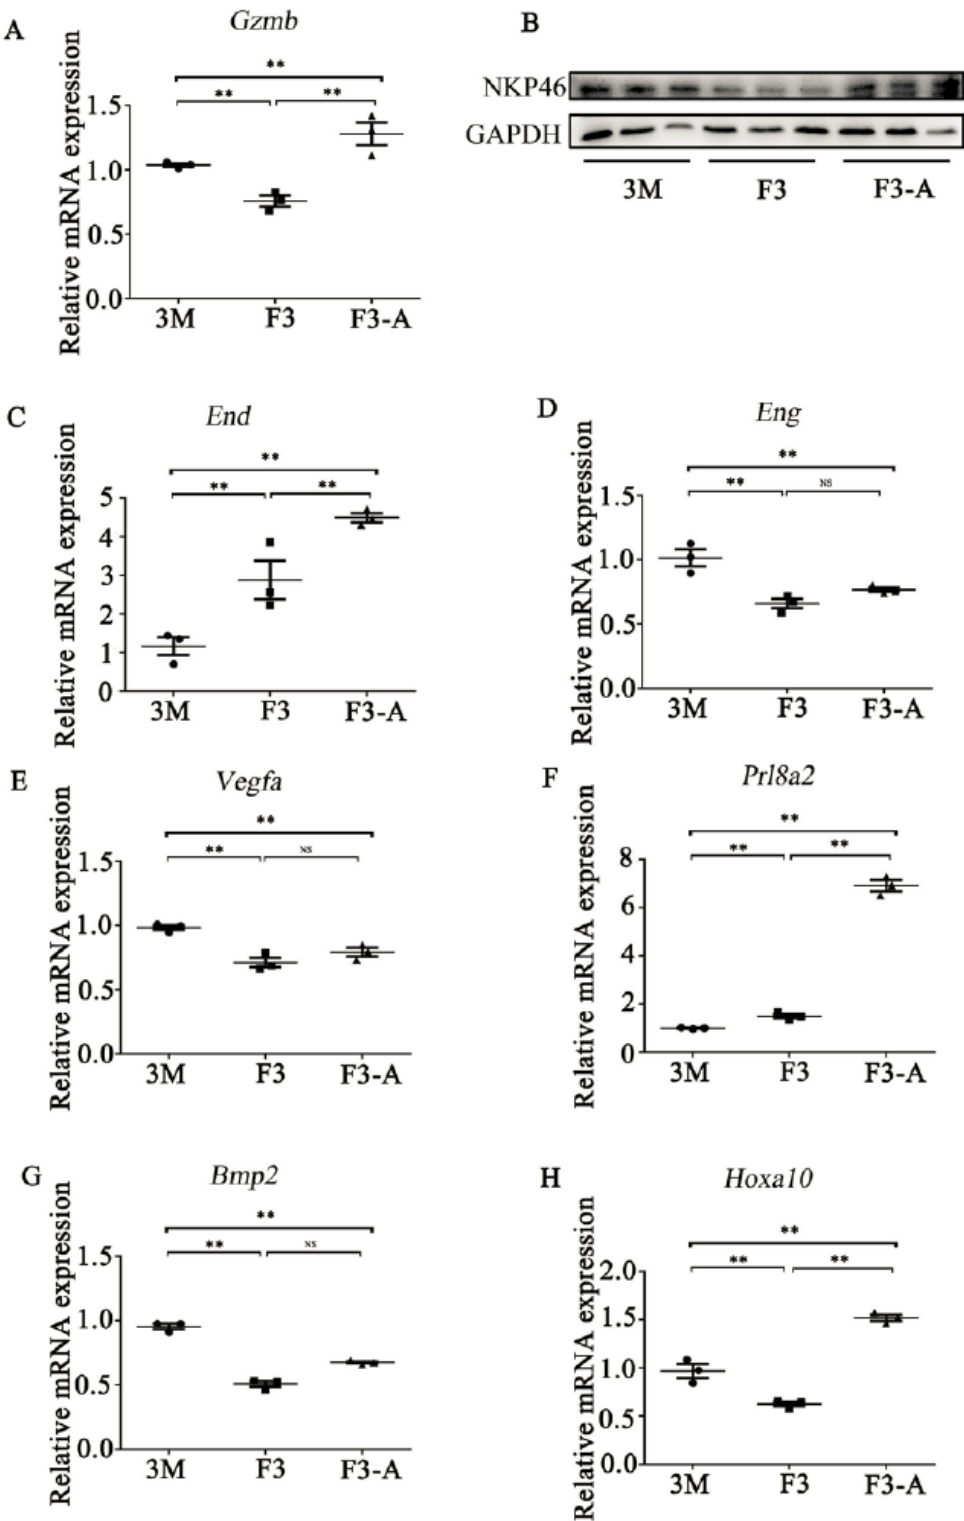 A
Gzmb
Relative mRNA expression
**
** **
1.5
1.0
0.5
0.0
3M F3 F3-A
B
NKP46
GAPDH
3M F3 F3-A
C
End
Relative mRNA expression
**
** **
5
4
3
2
1
0
3M F3 F3-A
D
Eng
Relative mRNA expression
**
** NS
1.5
1.0
0.5
0.0
3M F3 F3-A
E
Vegfa
Relative mRNA expression
**
** NS
1.5
1.0
0.5
0.0
3M F3 F3-A
F
Prl8a2
Relative mRNA expression
**
** **
8
6
4
2
0
3M F3 F3-A
G
Bmp2
Relative mRNA expression
**
** NS
1.5
1.0
0.5
0.0
3M F3 F3-A
H
Hoxa10
Relative mRNA expression
**
** **
2.0
1.5
1.0
0.5
0.0
3M F3 F3-A